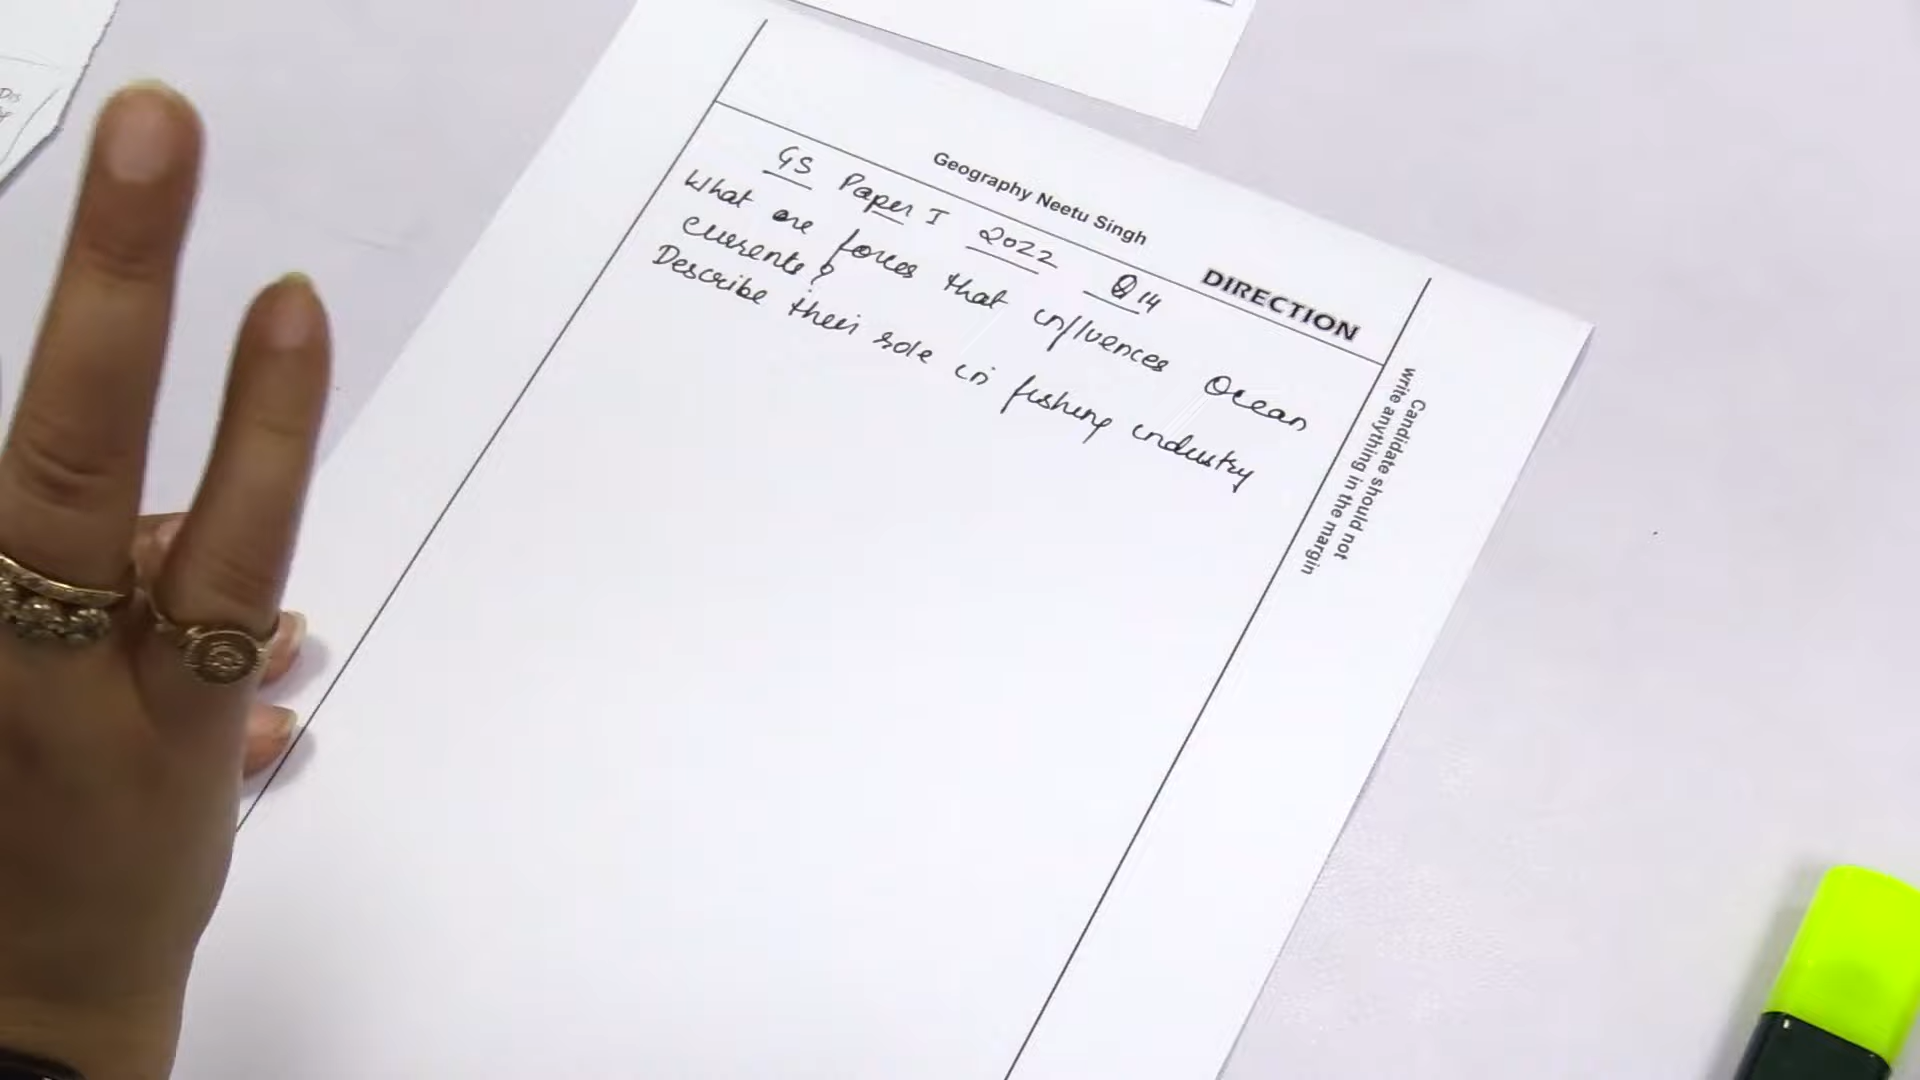 Geography Neetu Singh
DIRECTION
GS Paper I 2022 Q14
What are forces that influences Ocean
currents?
Describe their role in fishing industry
Candidate should not
write anything in the margin